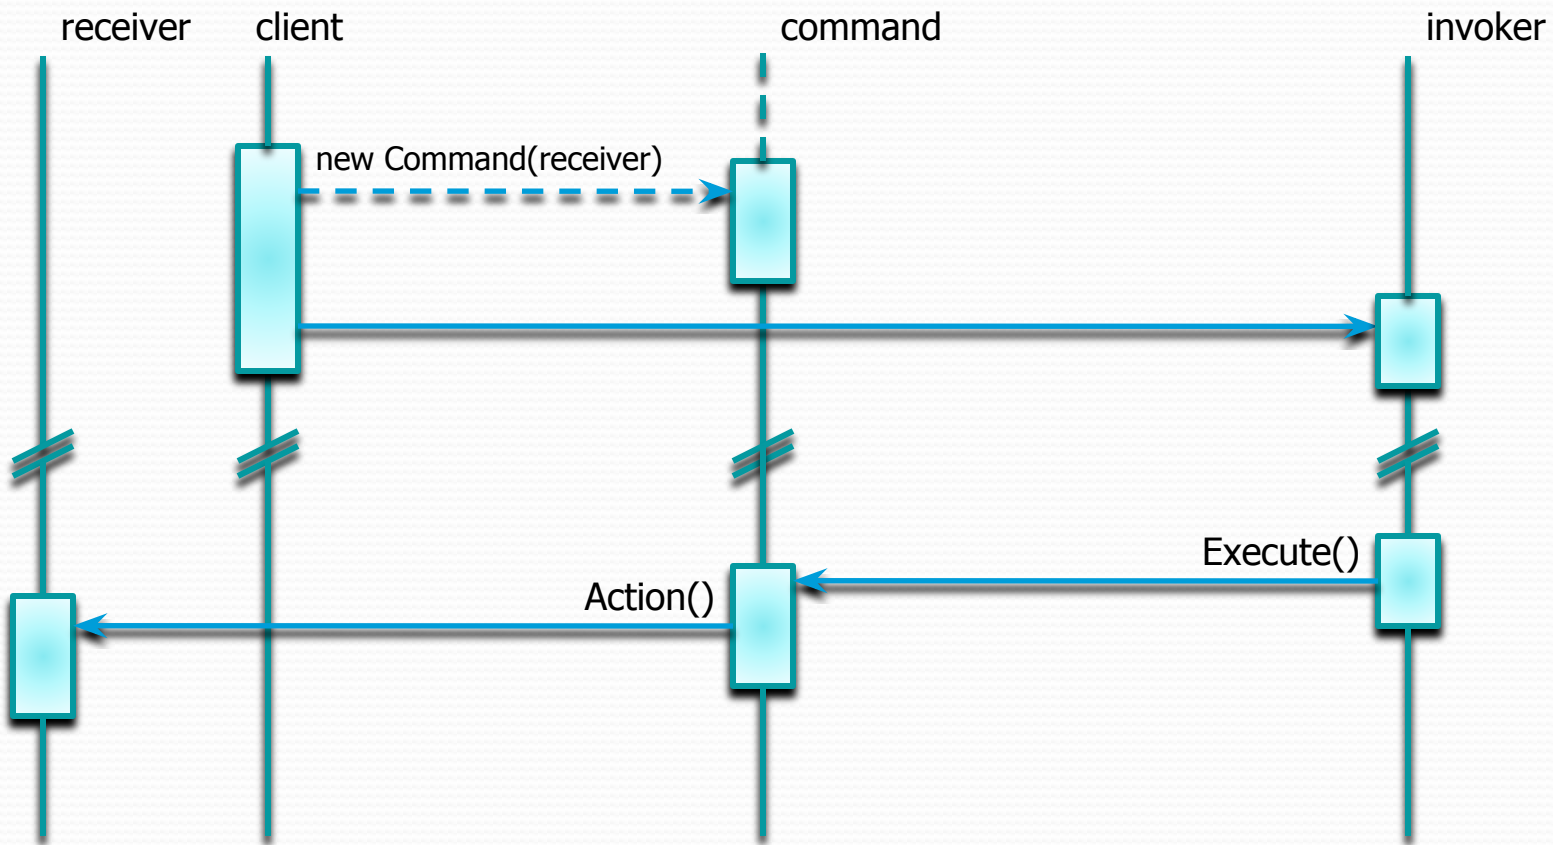 receiver client command invoker
new Command(receiver)
Execute()
Action()